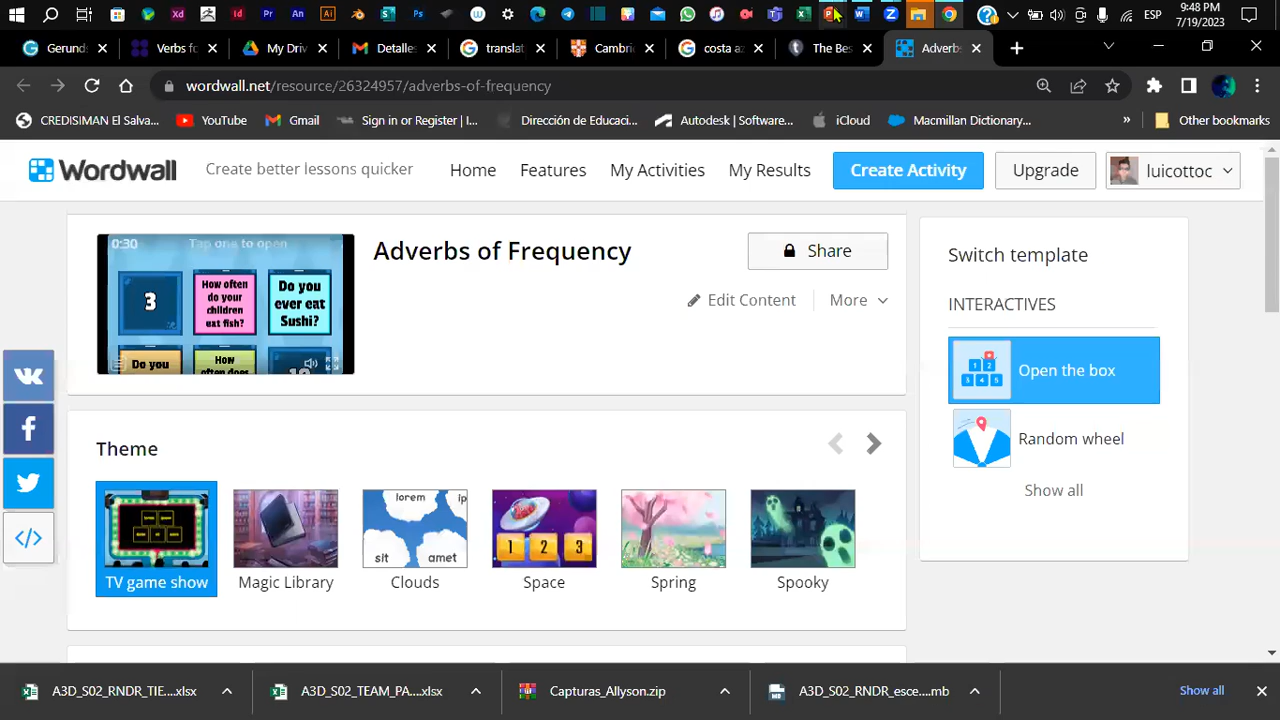 9:48 PM
ESP
7/19/2023
Gerund:
Verbs fo
My Driv
Detalle:
translat
Cambri
costa az
The Bes
Adverb:
wordwall.net/resource/26324957/adverbs-of-frequency
CREDISIMAN El Salva...
YouTube
Gmail
Sign in or Register | I...
Dirección de Educaci...
Autodesk | Software...
iCloud
Macmillan Dictionary...
»
Other bookmarks
Wordwall
Create better lessons quicker
Home
Features
My Activities
My Results
Create Activity
Upgrade
luicottoc
0:30
Tap one to open
3
How often do your children eat fish?
Do you ever eat Sushi?
Do you
How often does
Adverbs of Frequency
Share
Edit Content
More
Switch template
INTERACTIVES
Open the box
Random wheel
Show all
Theme
TV game show
Magic Library
lorem
ip
sit
amet
Clouds
1 2 3
Space
Spring
Spooky
A3D_S02_RNDR_TIE....xlsx
A3D_S02_TEAM_PA....xlsx
Capturas_Allyson.zip
A3D_S02_RNDR_esce....mb
Show all